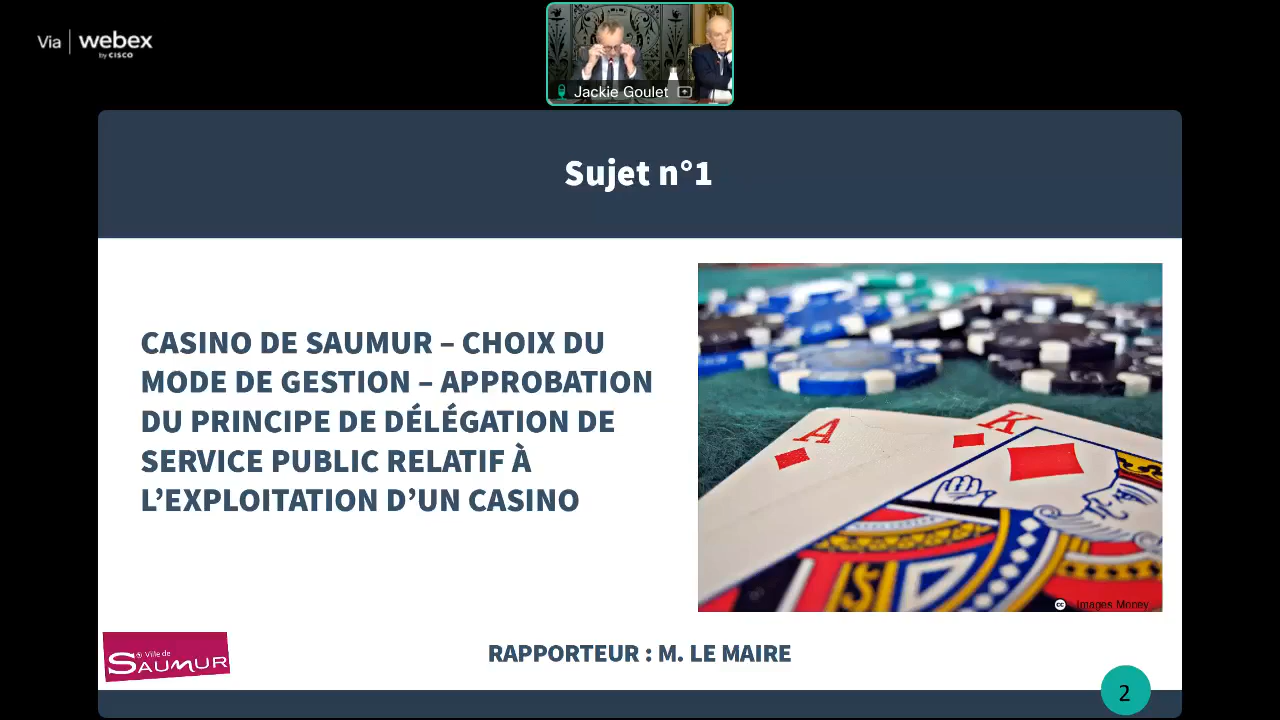 Via webex
by CISCO
Jackie Goulet
Sujet n°1
CASINO DE SAUMUR – CHOIX DU
MODE DE GESTION – APPROBATION
DU PRINCIPE DE DÉLÉGATION DE
SERVICE PUBLIC RELATIF À
L’EXPLOITATION D’UN CASINO
A
K
cc Images Money
Ville de
SAUMUR
RAPPORTEUR : M. LE MAIRE
2